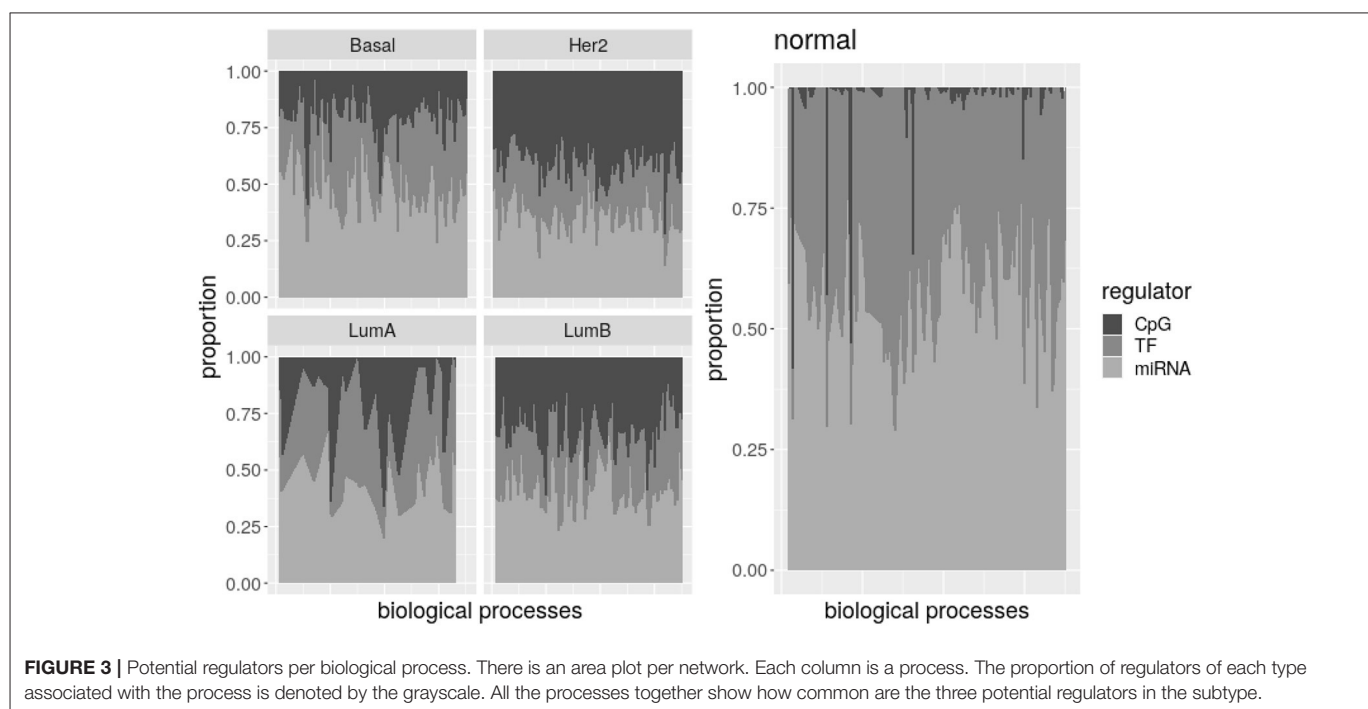 Basal
Her2
1.00
0.75
0.50
0.25
0.00
LumA
LumB
1.00
0.75
0.50
0.25
0.00
proportion
biological processes
normal
1.00
0.75
0.50
0.25
0.00
proportion
biological processes
regulator
CpG
TF
miRNA
FIGURE 3 | Potential regulators per biological process. There is an area plot per network. Each column is a process. The proportion of regulators of each type
associated with the process is denoted by the grayscale. All the processes together show how common are the three potential regulators in the subtype.